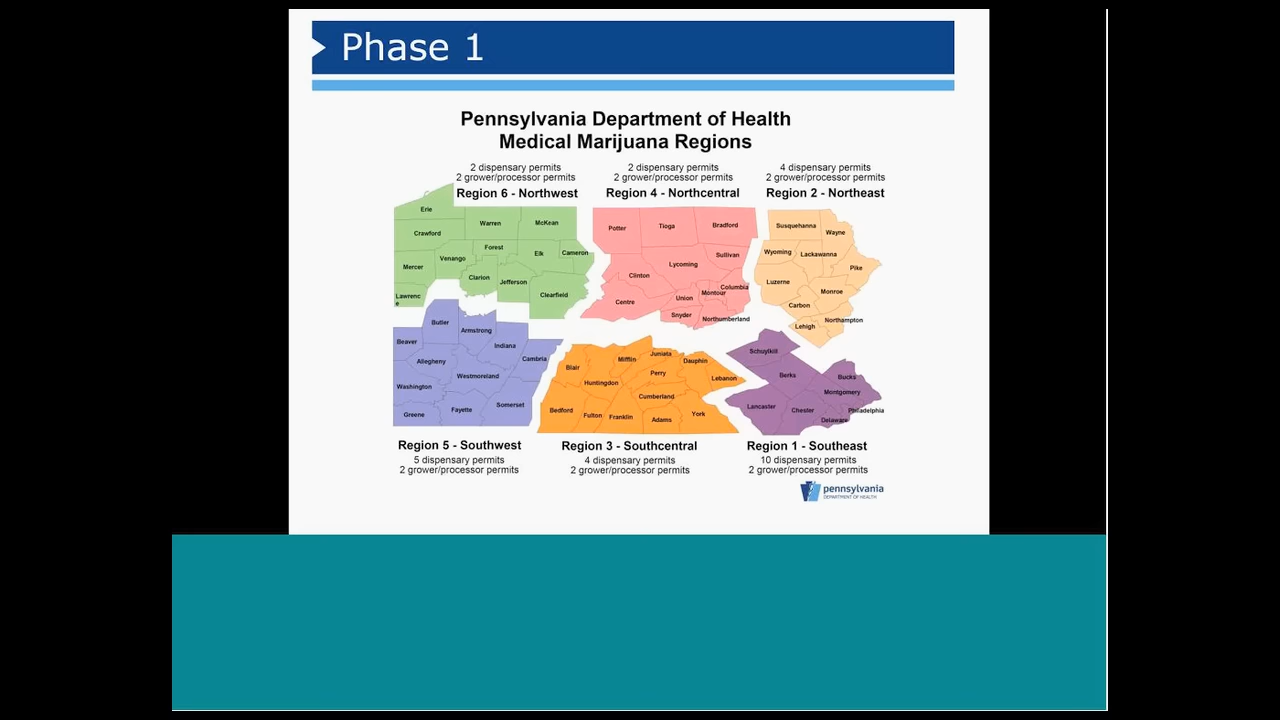 Phase 1
Pennsylvania Department of Health
Medical Marijuana Regions
2 dispensary permits
2 grower/processor permits
Region 6 - Northwest
2 dispensary permits
2 grower/processor permits
Region 4 - Northcentral
4 dispensary permits
2 grower/processor permits
Region 2 - Northeast
Erie
Warren
McKean
Crawford
Forest
Elk
Cameron
Venango
Mercer
Clarion
Jefferson
Clearfield
Lawrenc
e
Potter
Tioga
Bradford
Sullivan
Lycoming
Clinton
Columbia
Montour
Union
Centre
Snyder
Northumberland
Susquehanna
Wayne
Wyoming
Lackawanna
Pike
Luzerne
Monroe
Carbon
Northampton
Lehigh
Butler
Armstrong
Beaver
Indiana
Allegheny
Cambria
Westmoreland
Washington
Somerset
Fayette
Greene
Juniata
Mifflin
Dauphin
Blair
Perry
Lebanon
Huntingdon
Cumberland
Bedford
Fulton
Franklin
Adams
York
Schuylkill
Berks
Bucks
Montgomery
Lancaster
Chester
Philadelphia
Delaware
Region 5 - Southwest
5 dispensary permits
2 grower/processor permits
Region 3 - Southcentral
4 dispensary permits
2 grower/processor permits
Region 1 - Southeast
10 dispensary permits
2 grower/processor permits
pennsylvania
DEPARTMENT OF HEALTH